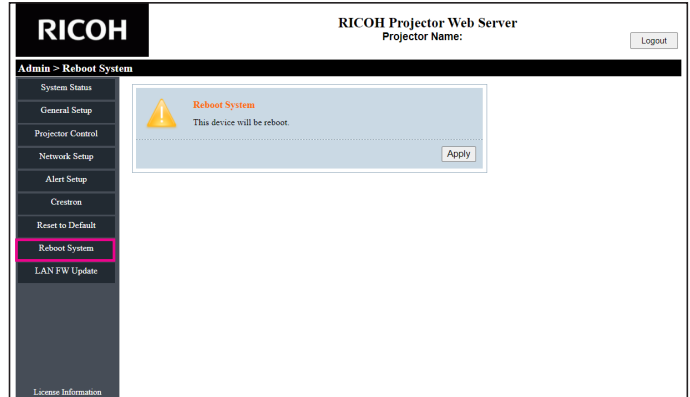 RICOH
RICOH Projector Web Server
Projector Name:
Logout
Admin > Reboot System
System Status
General Setup
Projector Control
Network Setup
Alert Setup
Crestron
Reset to Default
Reboot System
LAN FW Update
License Information
Reboot System
This device will be reboot.
Apply